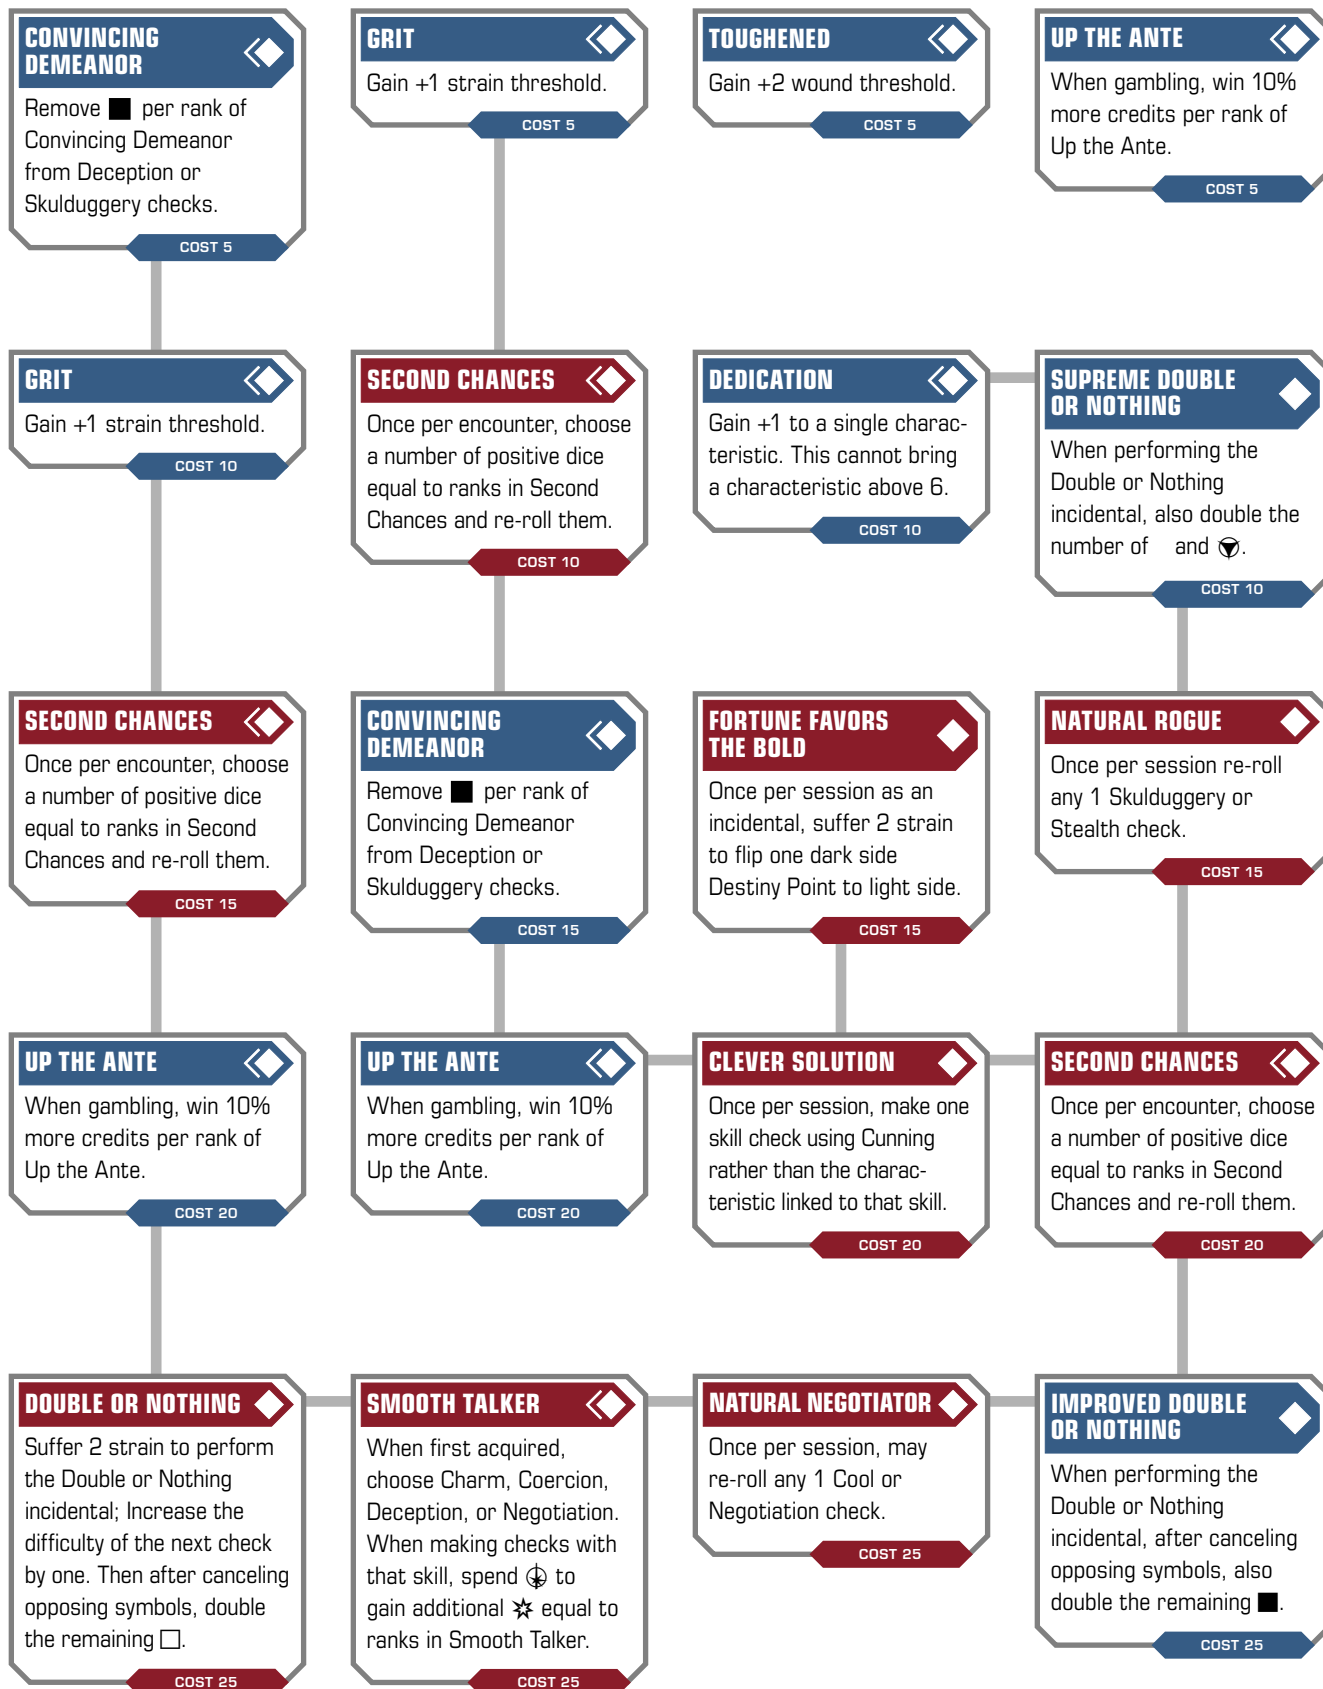 CONVINCING
DEMEANOR
Remove per rank of
Convincing Demeanor
from Deception or
Skulduggery checks.
COST 5
GRIT
Gain +1 strain threshold.
COST 5
TOUGHENED
Gain +2 wound threshold.
COST 5
UP THE ANTE
When gambling, win 10%
more credits per rank of
Up the Ante.
COST 5
GRIT
Gain +1 strain threshold.
COST 10
SECOND CHANCES
Once per encounter, choose
a number of positive dice
equal to ranks in Second
Chances and re-roll them.
COST 10
DEDICATION
Gain +1 to a single charac-
teristic. This cannot bring
a characteristic above 6.
COST 10
SUPREME DOUBLE
OR NOTHING
When performing the
Double or Nothing
incidental, also double the
number of and .
COST 10
SECOND CHANCES
Once per encounter, choose
a number of positive dice
equal to ranks in Second
Chances and re-roll them.
COST 15
CONVINCING
DEMEANOR
Remove per rank of
Convincing Demeanor
from Deception or
Skulduggery checks.
COST 15
FORTUNE FAVORS
THE BOLD
Once per session as an
incidental, suffer 2 strain
to flip one dark side
Destiny Point to light side.
COST 15
NATURAL ROGUE
Once per session re-roll
any 1 Skulduggery or
Stealth check.
COST 15
UP THE ANTE
When gambling, win 10%
more credits per rank of
Up the Ante.
COST 20
UP THE ANTE
When gambling, win 10%
more credits per rank of
Up the Ante.
COST 20
CLEVER SOLUTION
Once per session, make one
skill check using Cunning
rather than the charac-
teristic linked to that skill.
COST 20
SECOND CHANCES
Once per encounter, choose
a number of positive dice
equal to ranks in Second
Chances and re-roll them.
COST 20
DOUBLE OR NOTHING
Suffer 2 strain to perform
the Double or Nothing
incidental; Increase the
difficulty of the next check
by one. Then after canceling
opposing symbols, double
the remaining .
COST 25
SMOOTH TALKER
When first acquired,
choose Charm, Coercion,
Deception, or Negotiation.
When making checks with
that skill, spend to
gain additional equal to
ranks in Smooth Talker.
COST 25
NATURAL NEGOTIATOR
Once per session, may
re-roll any 1 Cool or
Negotiation check.
COST 25
IMPROVED DOUBLE
OR NOTHING
When performing the
Double or Nothing
incidental, after canceling
opposing symbols, also
double the remaining .
COST 25